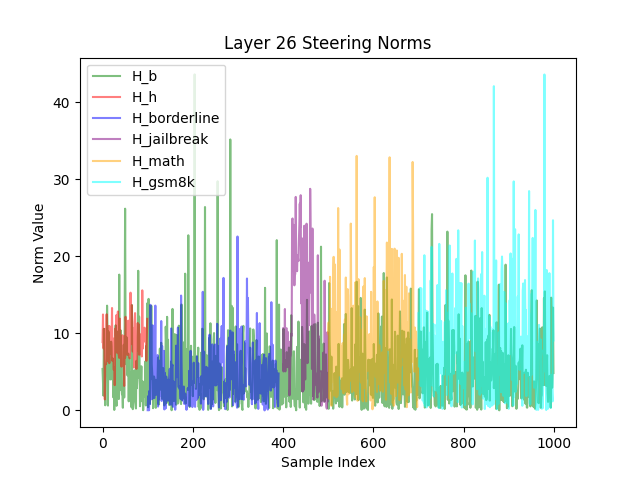 Layer 26 Steering Norms
H_b
H_h
H_borderline
H_jailbreak
H_math
H_gsm8k
Norm Value
40
30
20
10
0
0 200 400 600 800 1000
Sample Index